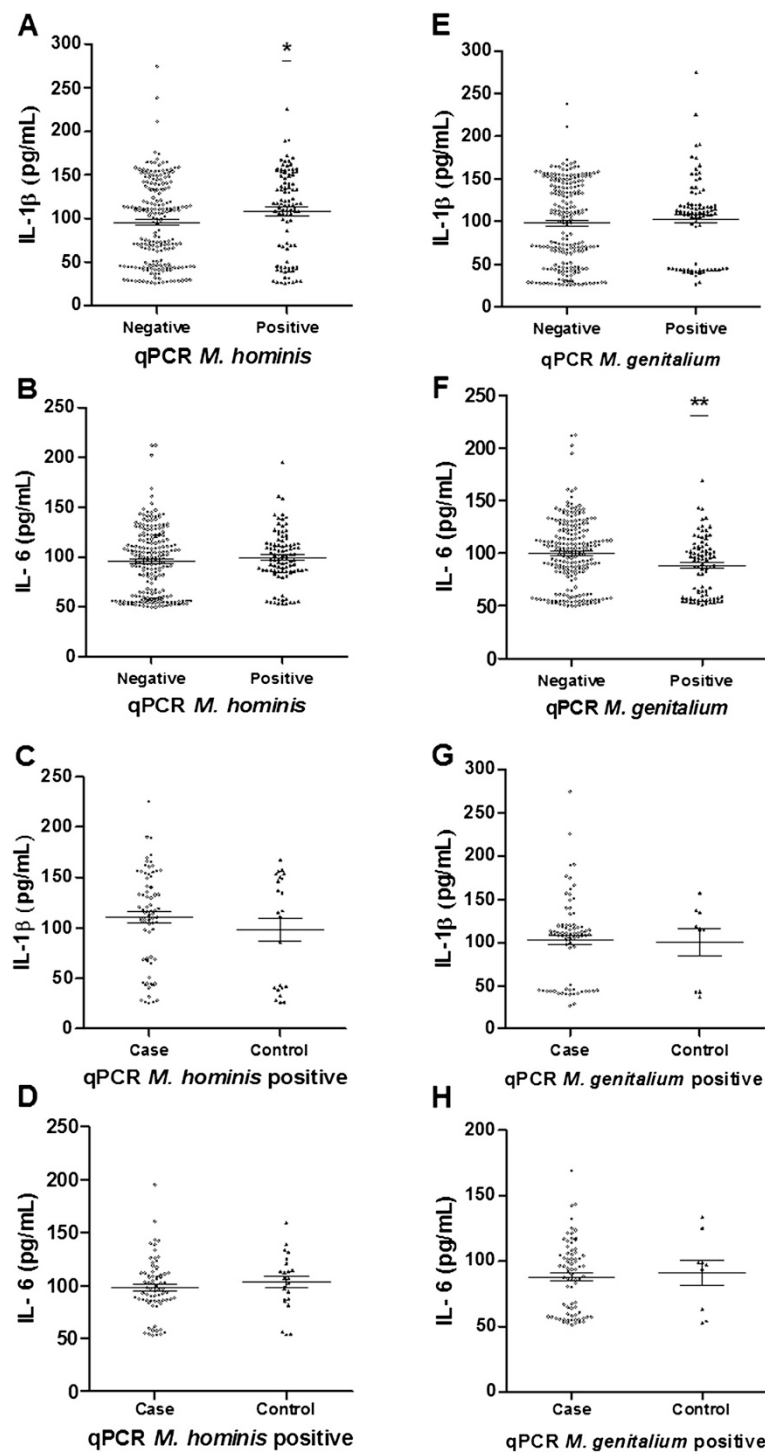 A
*
300
250
200
150
100
50
0
IL-1β (pg/mL)
Negative
Positive
qPCR M. hominis
E
300
250
200
150
100
50
0
IL-1β (pg/mL)
Negative
Positive
qPCR M. genitalium
B
250
200
150
100
50
0
IL- 6 (pg/mL)
Negative
Positive
qPCR M. hominis
F
**
250
200
150
100
50
0
IL- 6 (pg/mL)
Negative
Positive
qPCR M. genitalium
C
250
200
150
100
50
0
IL-1β (pg/mL)
Case
Control
qPCR M. hominis positive
G
300
250
200
150
100
50
0
IL-1β (pg/mL)
Case
Control
qPCR M. genitalium positive
D
250
200
150
100
50
0
IL- 6 (pg/mL)
Case
Control
qPCR M. hominis positive
H
200
150
100
50
0
IL- 6 (pg/mL)
Case
Control
qPCR M. genitalium positive